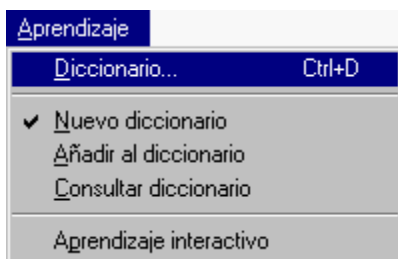 Aprendizaje
Diccionario... Ctrl+D
Nuevo diccionario
Añadir al diccionario
Consultar diccionario
Aprendizaje interactivo